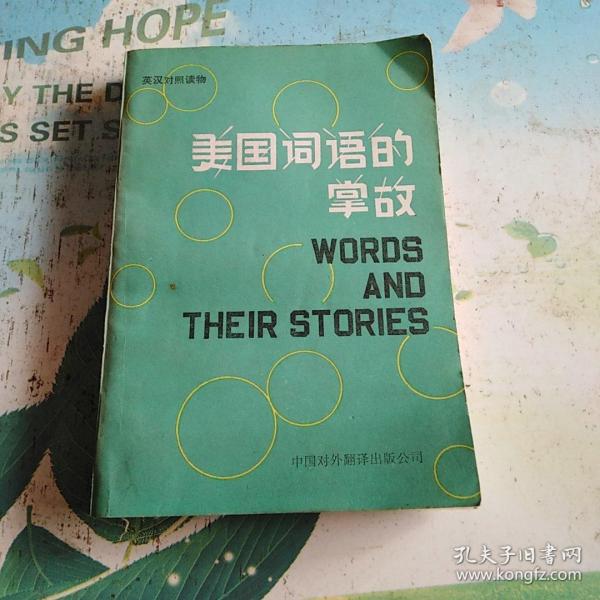 ING HOPE
Y THE D
S SET S
英汉对照读物
美国词语的
掌故
WORDS
AND
THEIR STORIES
中国对外翻译出版公司
孔夫子旧书网
www.kongfz.com